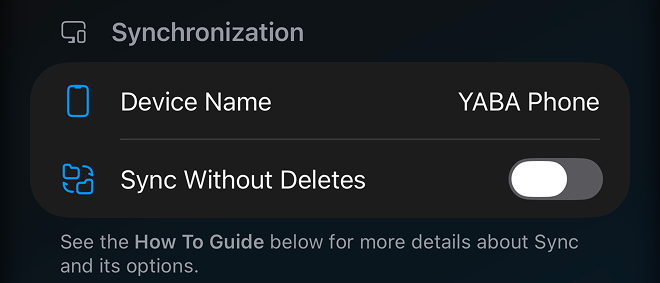 Synchronization
Device Name YABA Phone
Sync Without Deletes
See the How To Guide below for more details about Sync
and its options.